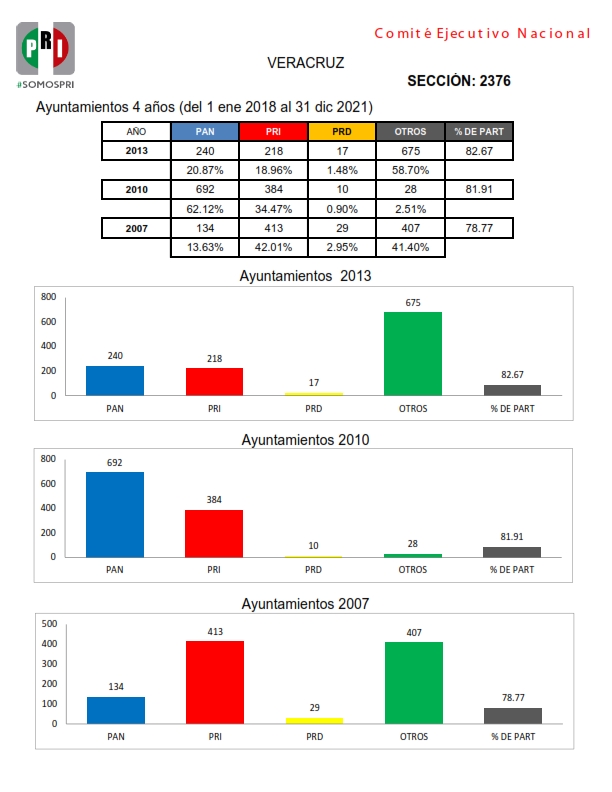 Comité Ejecutivo Nacional
PRI
#SOMOSPRI
VERACRUZ
SECCIÓN: 2376
Ayuntamientos 4 años (del 1 ene 2018 al 31 dic 2021)
AÑO PAN PRI PRD OTROS % DE PART
2013 240 218 17 675 82.67
20.87% 18.96% 1.48% 58.70%
2010 692 384 10 28 81.91
62.12% 34.47% 0.90% 2.51%
2007 134 413 29 407 78.77
13.63% 42.01% 2.95% 41.40%
Ayuntamientos 2013
800
600
400
200
0
240 218 17 675 82.67
PAN PRI PRD OTROS % DE PART
Ayuntamientos 2010
800
600
400
200
0
692 384 10 28 81.91
PAN PRI PRD OTROS % DE PART
Ayuntamientos 2007
500
400
300
200
100
0
134 413 29 407 78.77
PAN PRI PRD OTROS % DE PART